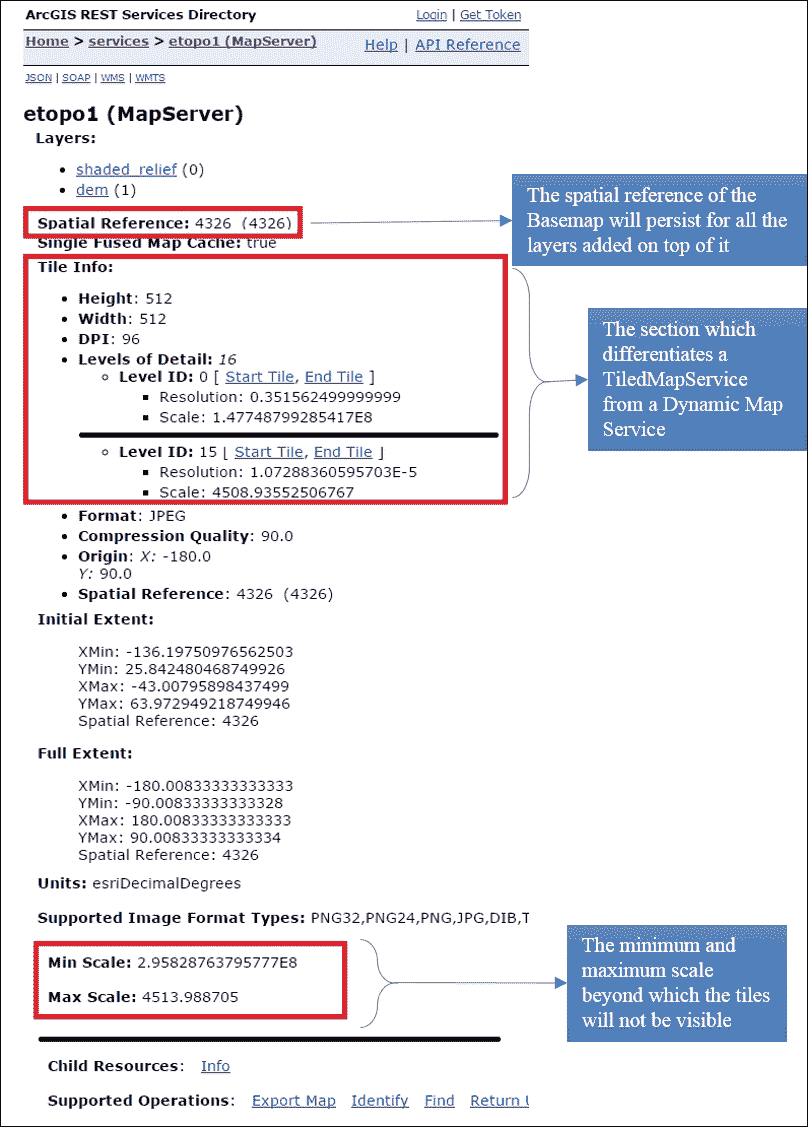 ArcGIS REST Services Directory
Login | Get Token
Home > services > etopo1 (MapServer)
Help | API Reference
JSON | SOAP | WMS | WMTS
etopo1 (MapServer)
Layers:
shaded_relief (0)
dem (1)
Spatial Reference: 4326 (4326)
The spatial reference of the
Basemap will persist for all the
layers added on top of it
Single Fused Map Cache: true
Tile Info:
Height: 512
Width: 512
DPI: 96
Levels of Detail: 16
Level ID: 0 [ Start Tile, End Tile ]
Resolution: 0.351562499999999
Scale: 1.47748799285417E8
Level ID: 15 [ Start Tile, End Tile ]
Resolution: 1.07288360595703E-5
Scale: 4508.93552506767
The section which
differentiates a
TiledMapService
from a Dynamic Map
Service
Format: JPEG
Compression Quality: 90.0
Origin: X: -180.0
Y: 90.0
Spatial Reference: 4326 (4326)
Initial Extent:
XMin: -136.19750976562503
YMin: 25.842480468749926
XMax: -43.00795898437499
YMax: 63.972949218749946
Spatial Reference: 4326
Full Extent:
XMin: -180.00833333333333
YMin: -90.00833333333328
XMax: 180.00833333333333
YMax: 90.00833333333334
Spatial Reference: 4326
Units: esriDecimalDegrees
Supported Image Format Types: PNG32,PNG24,PNG,JPG,DIB,T
Min Scale: 2.95828763795777E8
Max Scale: 4513.988705
The minimum and
maximum scale
beyond which the tiles
will not be visible
Child Resources: Info
Supported Operations: Export Map Identify Find Return